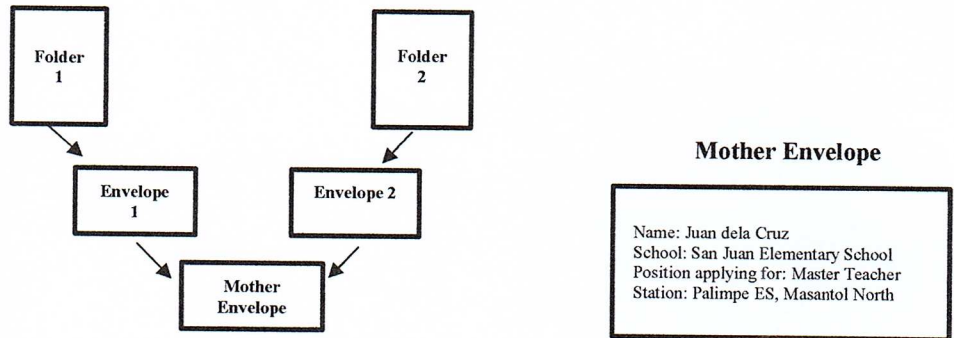 Folder
1
Folder
2
Envelope
1
Envelope 2
Mother
Envelope
Mother Envelope
Name: Juan dela Cruz
School: San Juan Elementary School
Position applying for: Master Teacher
Station: Palimpe ES, Masantol North